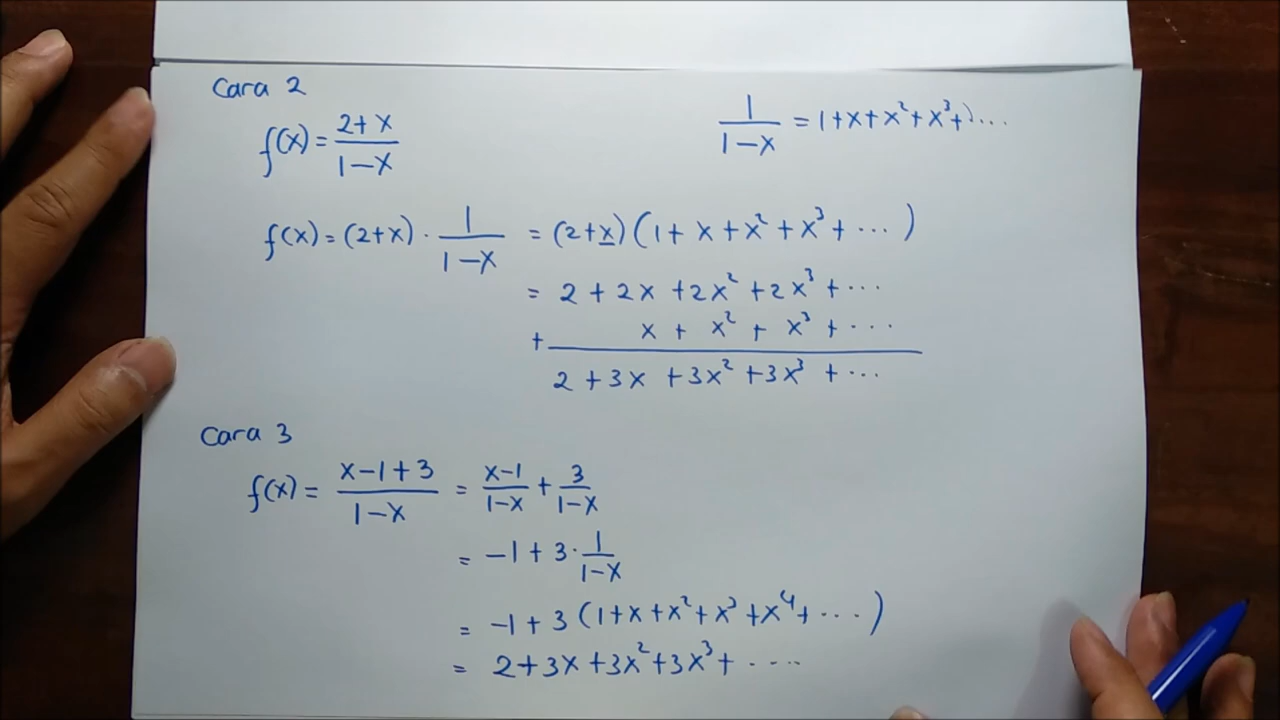 Cara 2
f(x) = (2+x)/(1-x)
1/(1-x) = 1+x+x²+x³+...
f(x) = (2+x) · 1/(1-x) = (2+x)(1+x+x²+x³+...)
= 2+2x+2x²+2x³+...
+ x+x²+x³+...
2+3x+3x²+3x³+...
Cara 3
f(x) = (x-1+3)/(1-x) = (x-1)/(1-x) + 3/(1-x)
= -1+3·1/(1-x)
= -1+3(1+x+x²+x³+x⁴+...)
= 2+3x+3x²+3x³+....